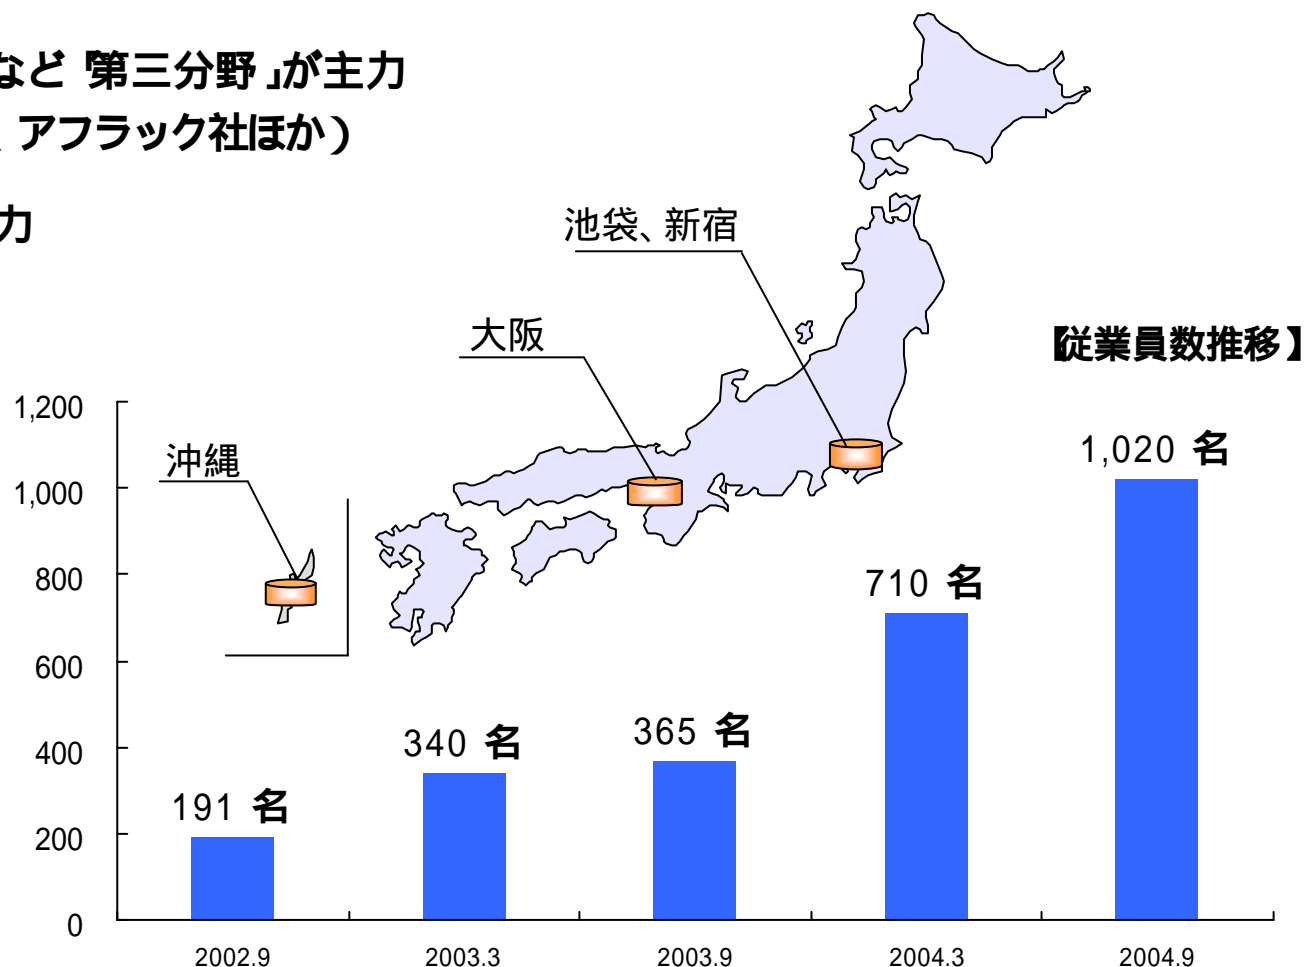 など「第三分野」が主力
、アフラック社ほか）
力
池袋、新宿
大阪
【従業員数推移】
沖縄
1,200
1,000
800
600
400
200
0
191 名
340 名
365 名
710 名
1,020 名
2002.9
2003.3
2003.9
2004.3
2004.9